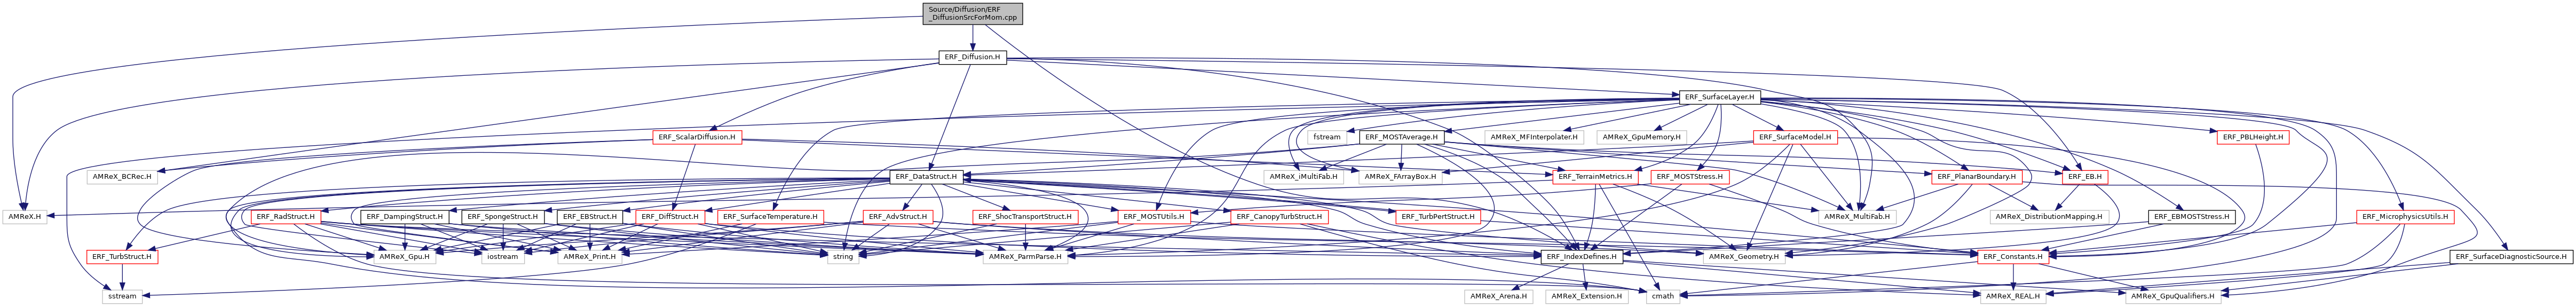 Source/Diffusion/ERF
_DiffusionSrcForMom.cpp
ERF_Diffusion.H
ERF_SurfaceLayer.H
ERF_ScalarDiffusion.H
fstream
ERF_MOSTAverage.H
AMReX_MFInterpolater.H
AMReX_GpuMemory.H
ERF_SurfaceModel.H
ERF_PBLHeight.H
AMReX_BCRec.H
ERF_DataStruct.H
AMReX_iMultiFab.H
AMReX_FArrayBox.H
ERF_TerrainMetrics.H
ERF_MOSTStress.H
ERF_PlanarBoundary.H
ERF_EB.H
AMReX.H
ERF_RadStruct.H
ERF_DampingStruct.H
ERF_SpongeStruct.H
ERF_EBStruct.H
ERF_DiffStruct.H
ERF_SurfaceTemperature.H
ERF_AdvStruct.H
ERF_ShocTransportStruct.H
ERF_MOSTUtils.H
ERF_CanopyTurbStruct.H
ERF_TurbPertStruct.H
AMReX_MultiFab.H
AMReX_DistributionMapping.H
ERF_EBMOSTStress.H
ERF_MicrophysicsUtils.H
ERF_TurbStruct.H
AMReX_Gpu.H
iostream
AMReX_Print.H
string
AMReX_ParmParse.H
ERF_IndexDefines.H
AMReX_Geometry.H
ERF_Constants.H
ERF_SurfaceDiagnosticSource.H
sstream
AMReX_Arena.H
AMReX_Extension.H
cmath
AMReX_REAL.H
AMReX_GpuQualifiers.H